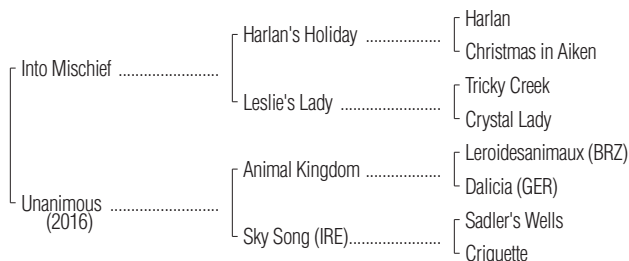 Harlan
Harlan's Holiday ..................
Christmas in Aiken
Into Mischief ........................
Tricky Creek
Leslie's Lady ........................
Crystal Lady
Leroidesanimaux (BRZ)
Animal Kingdom ..................
Dalicia (GER)
Unanimous ..........................
(2016)
Sadler's Wells
Sky Song (IRE)......................
Criquette